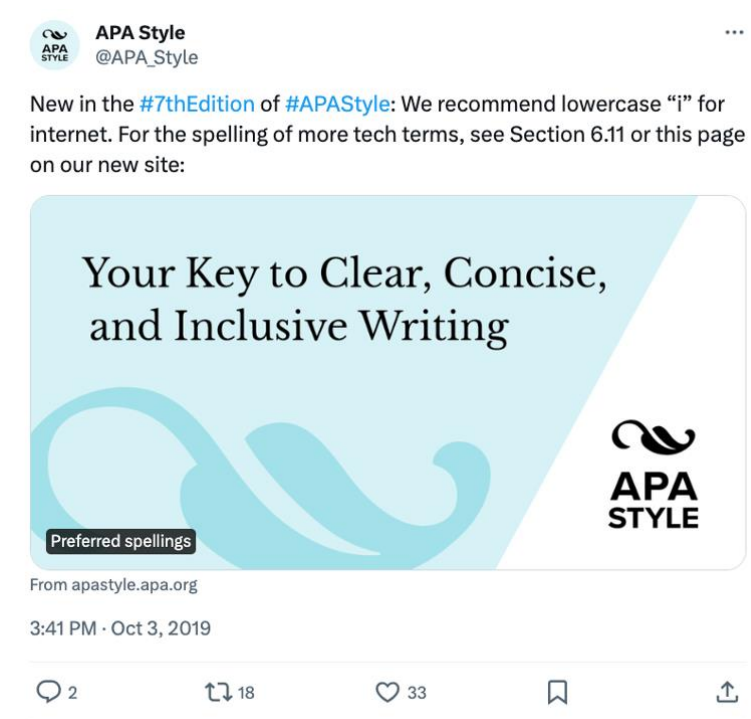 APA Style
@APA_Style
APA
STYLE
New in the #7thEdition of #APAStyle: We recommend lowercase “i” for
internet. For the spelling of more tech terms, see Section 6.11 or this page
on our new site:
Your Key to Clear, Concise,
and Inclusive Writing
APA
STYLE
Preferred spellings
From apastyle.apa.org
3:41 PM · Oct 3, 2019
2 18 33